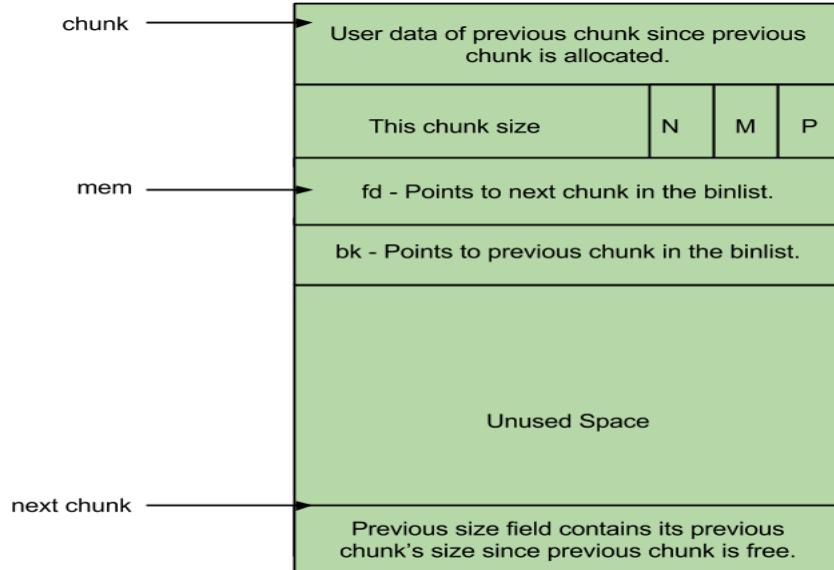 chunk
User data of previous chunk since previous
chunk is allocated.
This chunk size N M P
mem
fd - Points to next chunk in the binlist.
bk - Points to previous chunk in the binlist.
Unused Space
next chunk
Previous size field contains its previous
chunk's size since previous chunk is free.